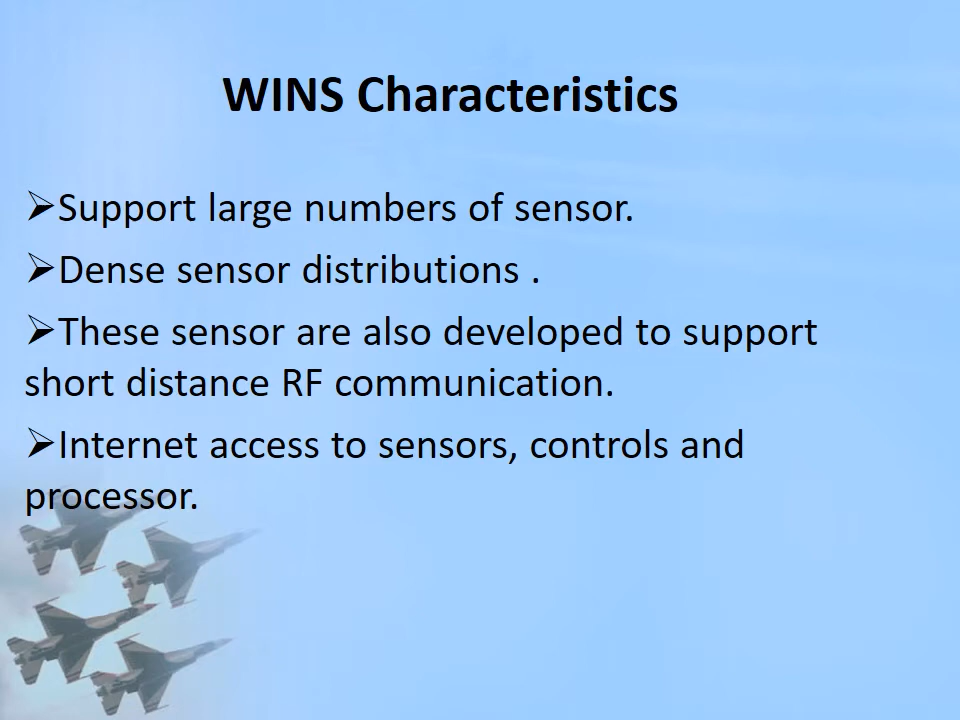 WINS Characteristics
➢Support large numbers of sensor.
➢Dense sensor distributions .
➢These sensor are also developed to support
short distance RF communication.
➢Internet access to sensors, controls and
processor.